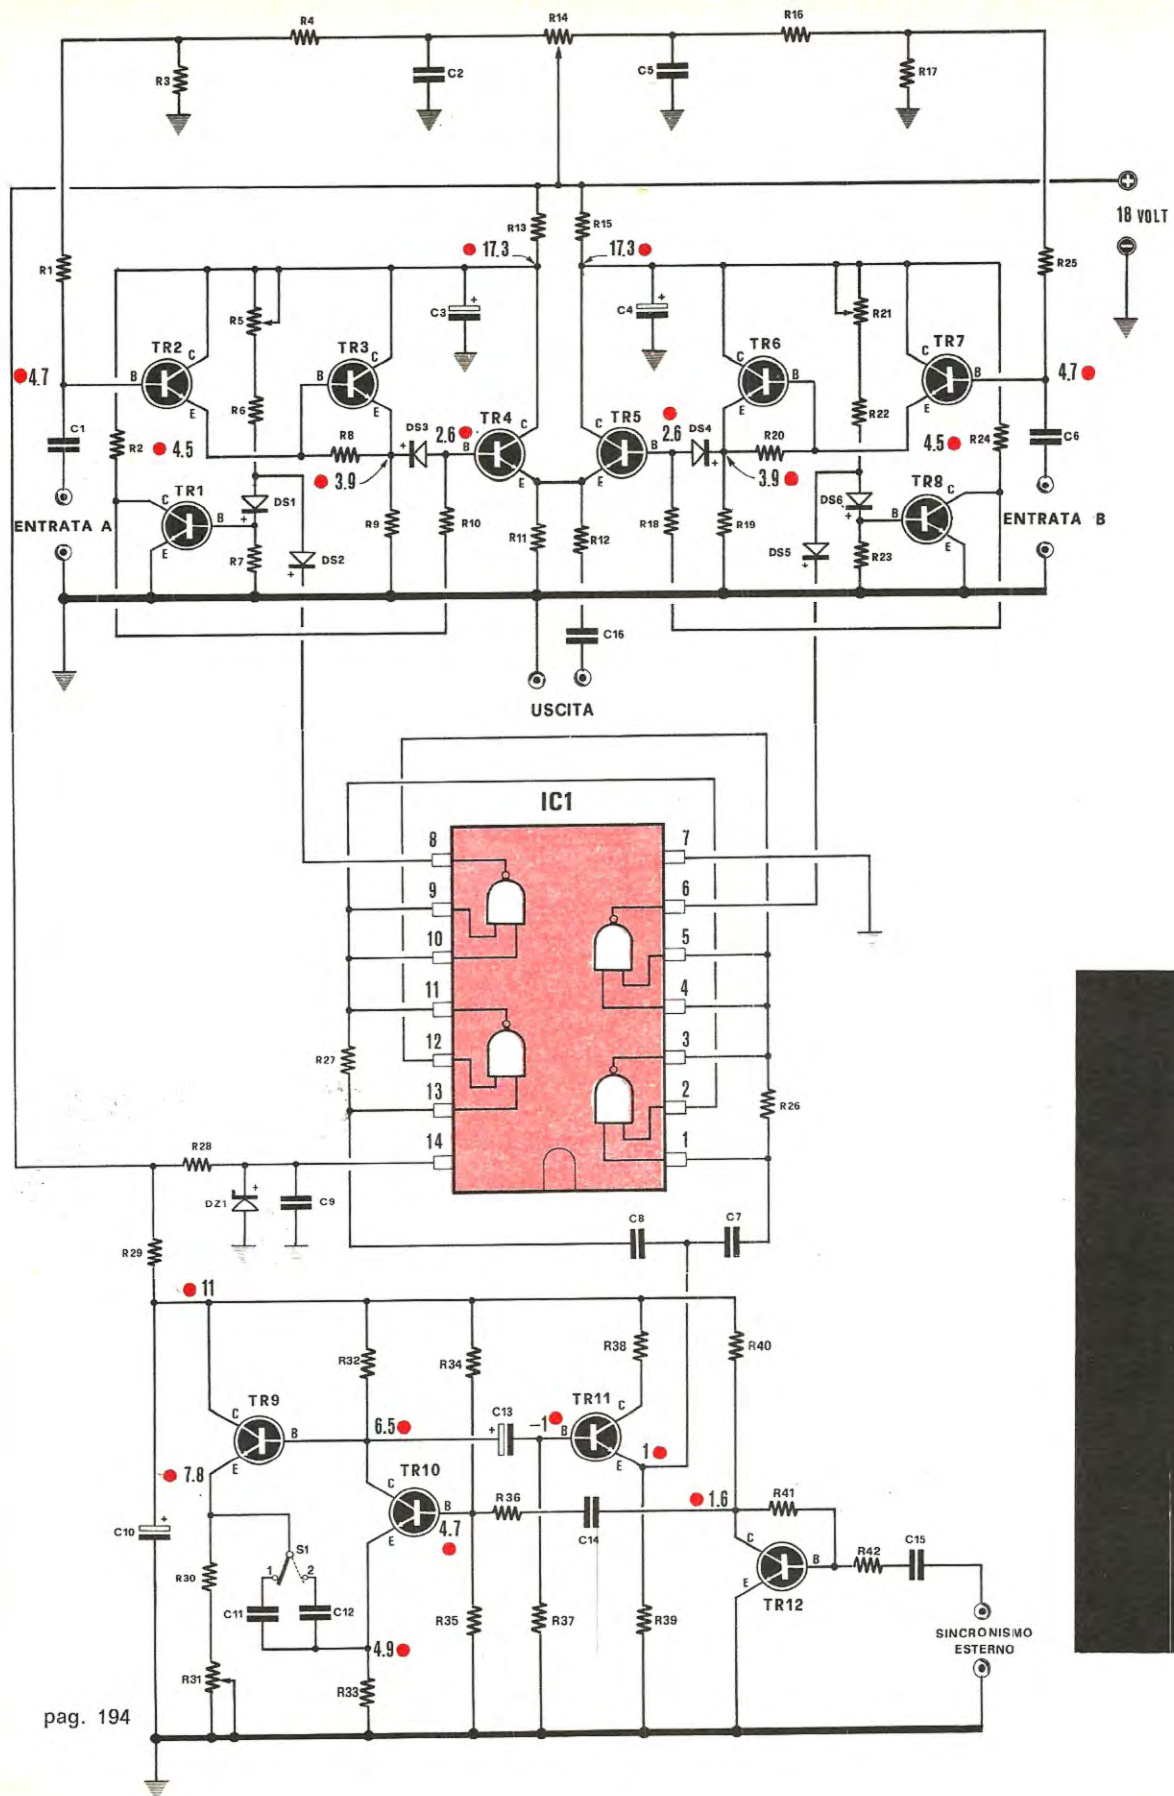 R4
R14
R16
R3
C2
C5
R17
18 VOLT
R13
R15
R1
17.3
17.3
R25
R5
C3
C4
R21
TR2
C
B
E
TR3
C
B
E
TR6
C
B
E
TR7
C
B
E
4.7
4.7
C1
R6
R22
C6
R2
4.5
R8
DS3
+
2.6
TR4
C
B
E
TR5
C
B
E
2.6
DS4
+
R20
4.5
R24
3.9
3.9
ENTRATA A
TR1
C
B
E
DS1
+
DS6
+
TR8
C
B
E
ENTRATA B
R7
DS2
+
R9
R10
R11
R12
R18
R19
DS5
+
R23
C16
USCITA
IC1
8
7
9
6
10
5
11
4
12
3
13
2
14
1
R27
R26
R28
DZ1
+
C9
C8
C7
R29
11
R32
R34
R38
R40
TR9
C
B
E
6.5
C13
+
-1
TR11
C
B
E
7.8
1
TR10
C
B
E
4.7
R36
C14
1.6
R41
C10
+
S1
1
2
C
B
E
TR12
R42
C15
R30
C11
C12
R35
R37
R39
SINCRONISMO
ESTERNO
4.9
R31
R33
pag. 194